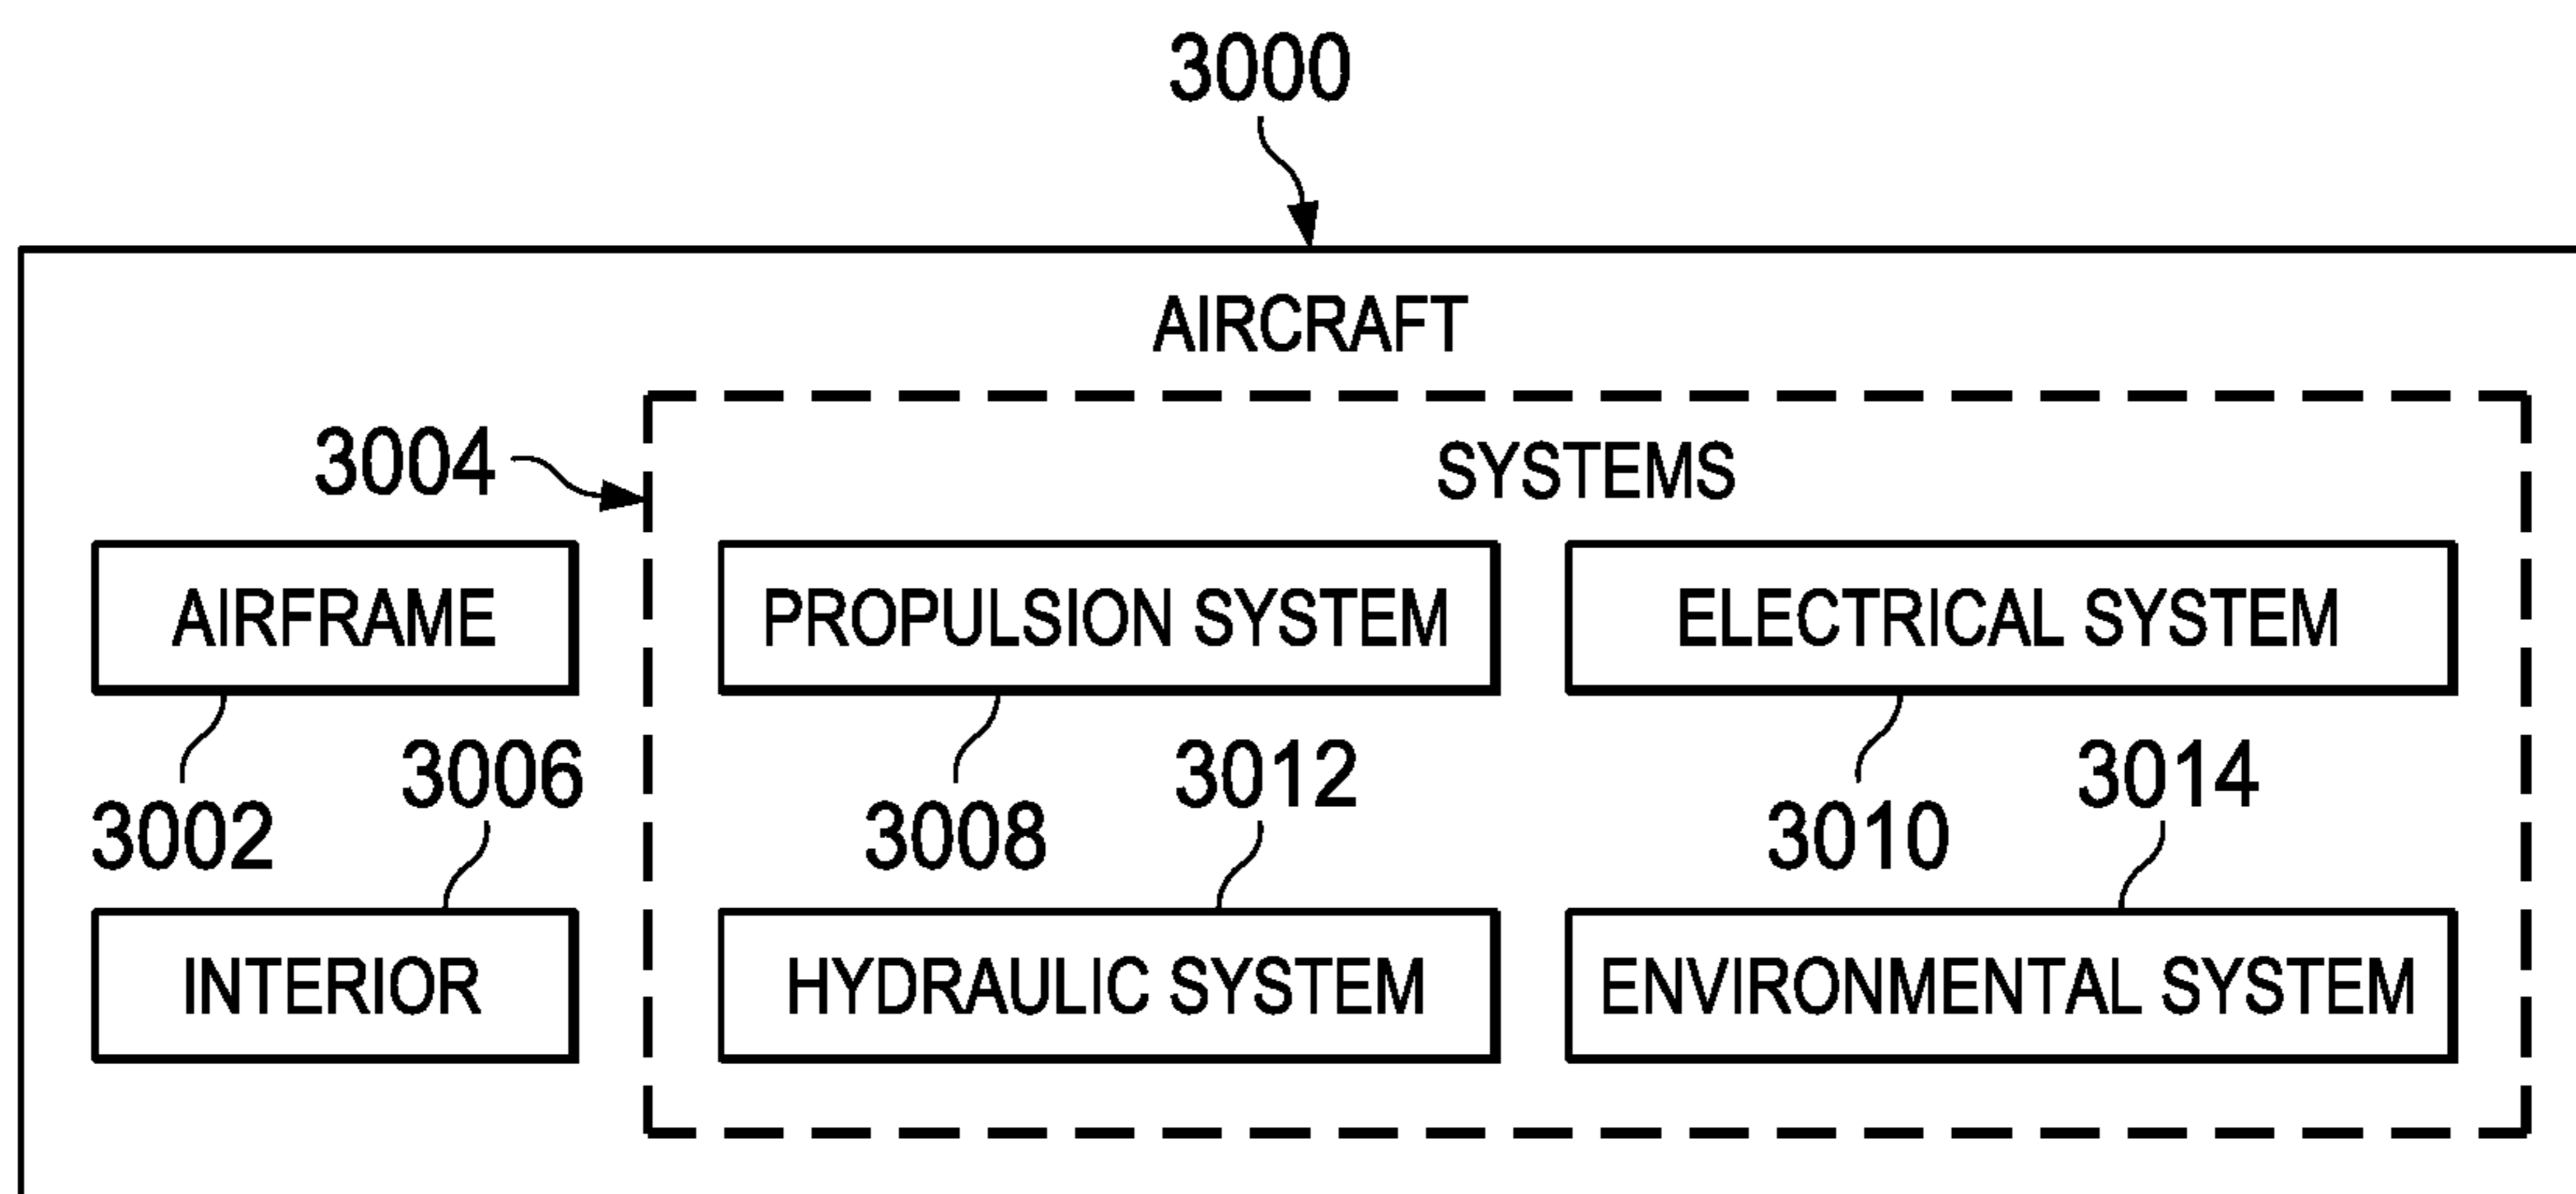 3000
AIRCRAFT
3004
SYSTEMS
AIRFRAME
PROPULSION SYSTEM
ELECTRICAL SYSTEM
3002
3006
3008
3012
3010
3014
INTERIOR
HYDRAULIC SYSTEM
ENVIRONMENTAL SYSTEM